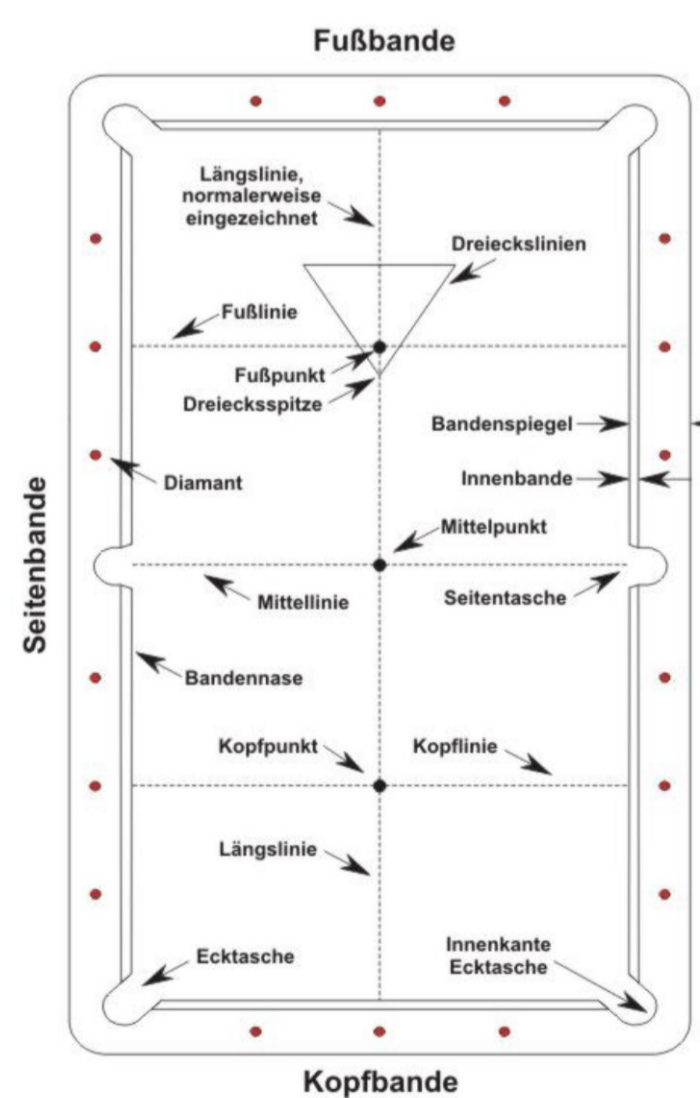 Fußbande
Längslinie,
normalerweise
eingezeichnet
Dreieckslinien
Fußlinie
Fußpunkt
Dreiecksspitze
Bandenspiegel
Innenbande
Diamant
Mittelpunkt
Mittellinie
Seitentasche
Seitenbande
Bandennase
Kopfpunkt
Kopflinie
Längslinie
Ecktasche
Innenkante
Ecktasche
Kopfbande